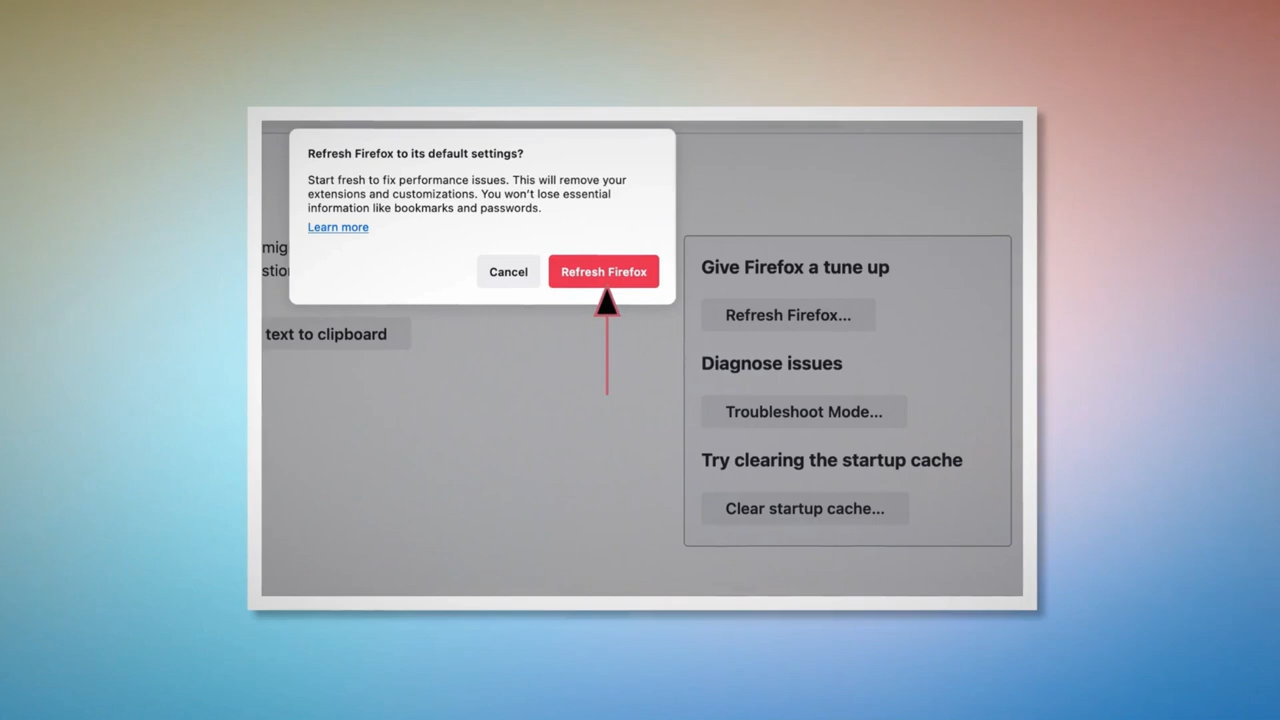 Refresh Firefox to its default settings?
Start fresh to fix performance issues. This will remove your
extensions and customizations. You won't lose essential
information like bookmarks and passwords.
Learn more
Cancel
Refresh Firefox
mig
stion
text to clipboard
Give Firefox a tune up
Refresh Firefox...
Diagnose issues
Troubleshoot Mode...
Try clearing the startup cache
Clear startup cache...